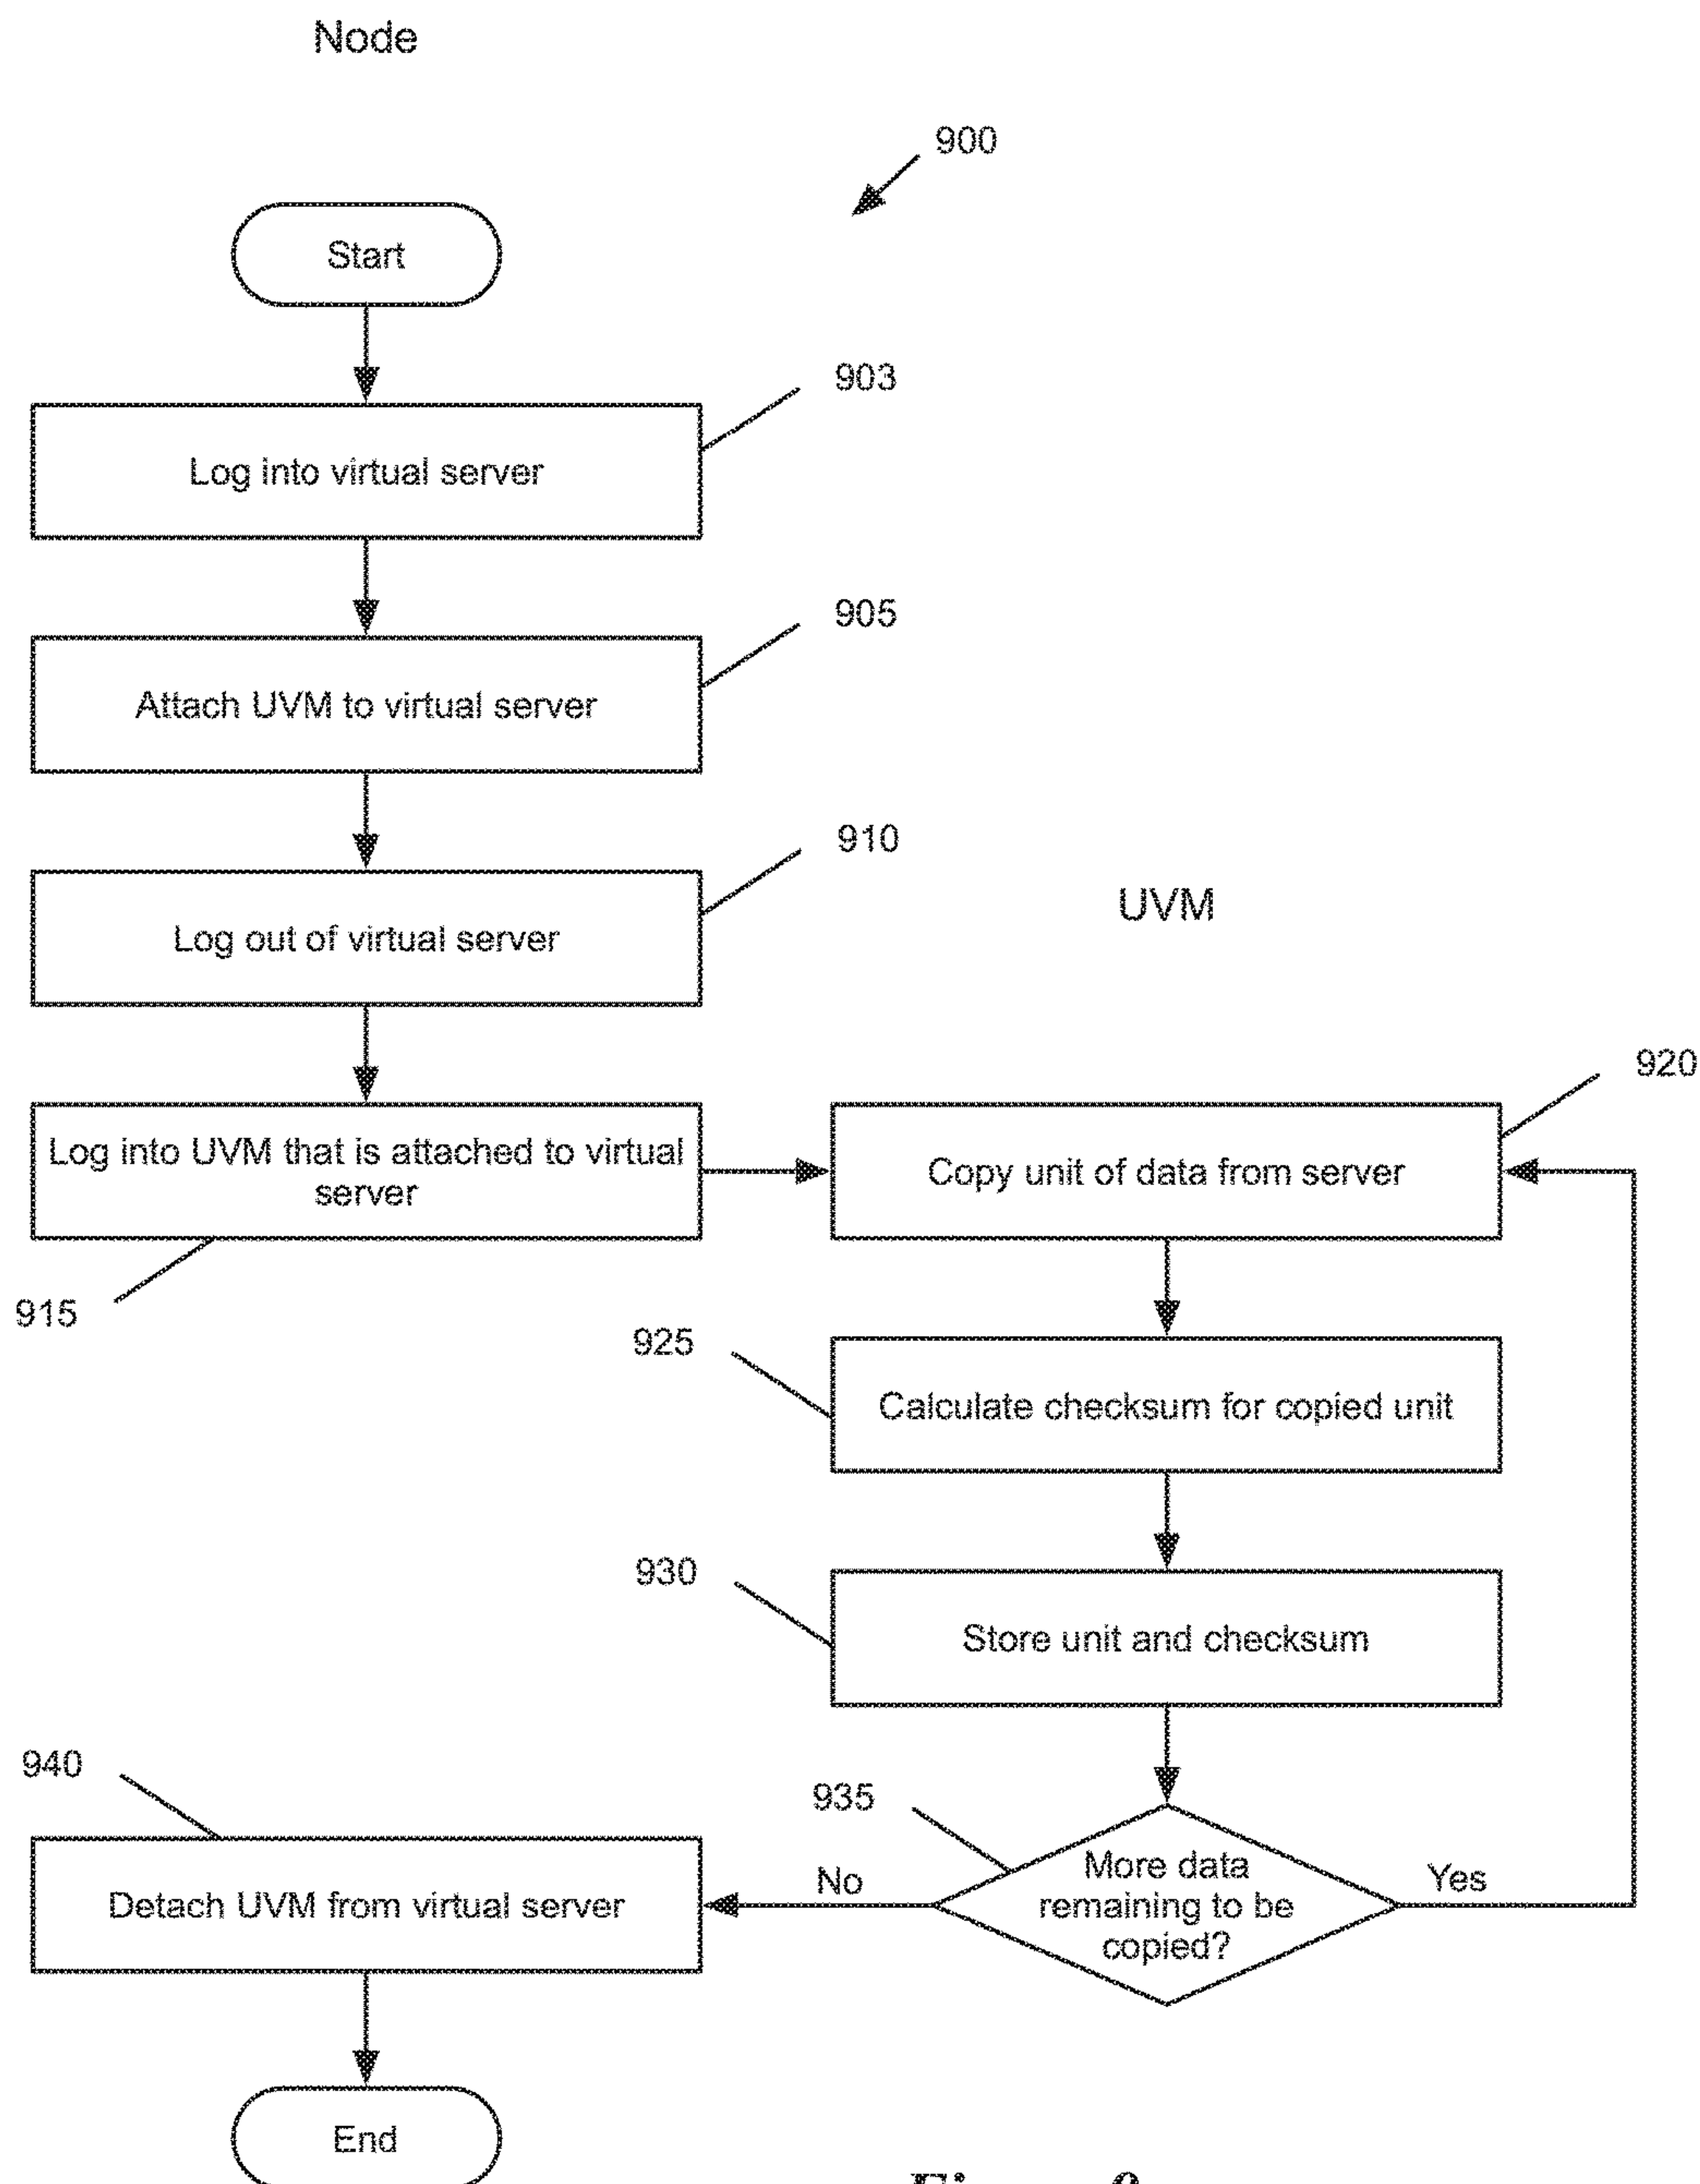 Node
900
Start
903
Log into virtual server
905
Attach UVM to virtual server
910
Log out of virtual server
UVM
920
Log into UVM that is attached to virtual
server
Copy unit of data from server
915
925
Calculate checksum for copied unit
930
Store unit and checksum
940
935
More data
remaining to be
copied?
No
Yes
Detach UVM from virtual server
End